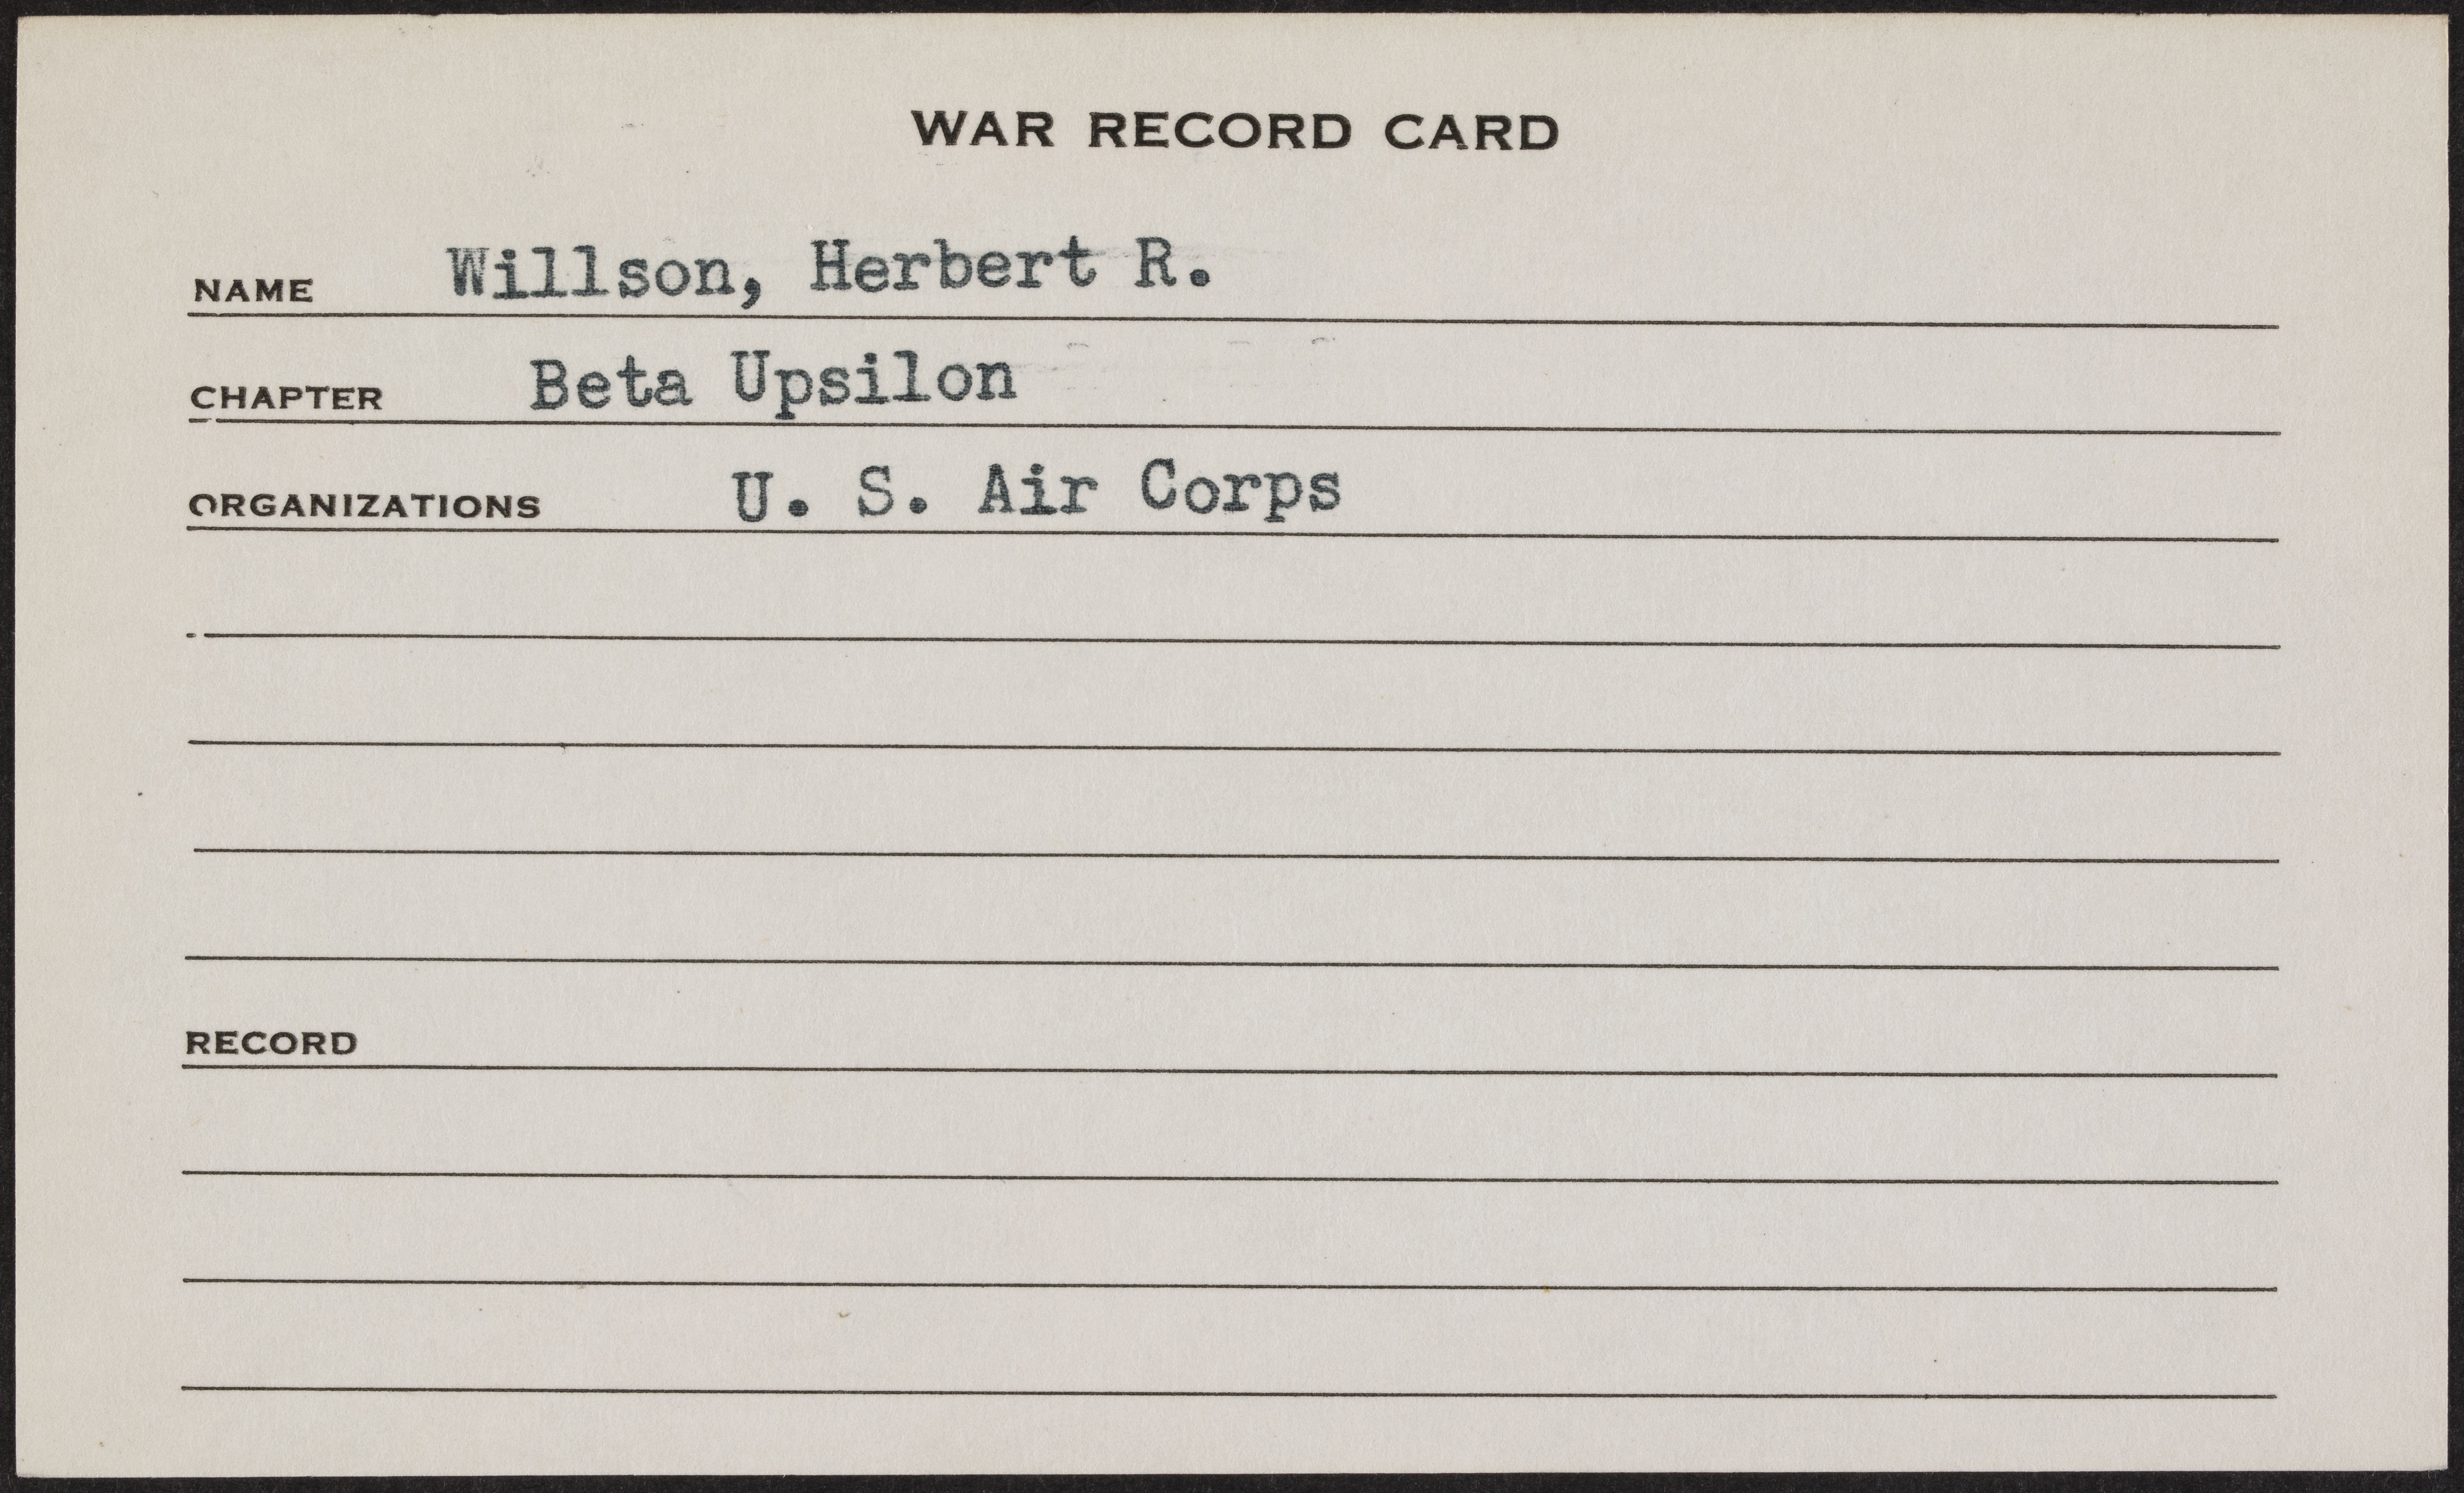 WAR RECORD CARD
NAME Willson, Herbert R.
CHAPTER Beta Upsilon
ORGANIZATIONS U. S. Air Corps
RECORD